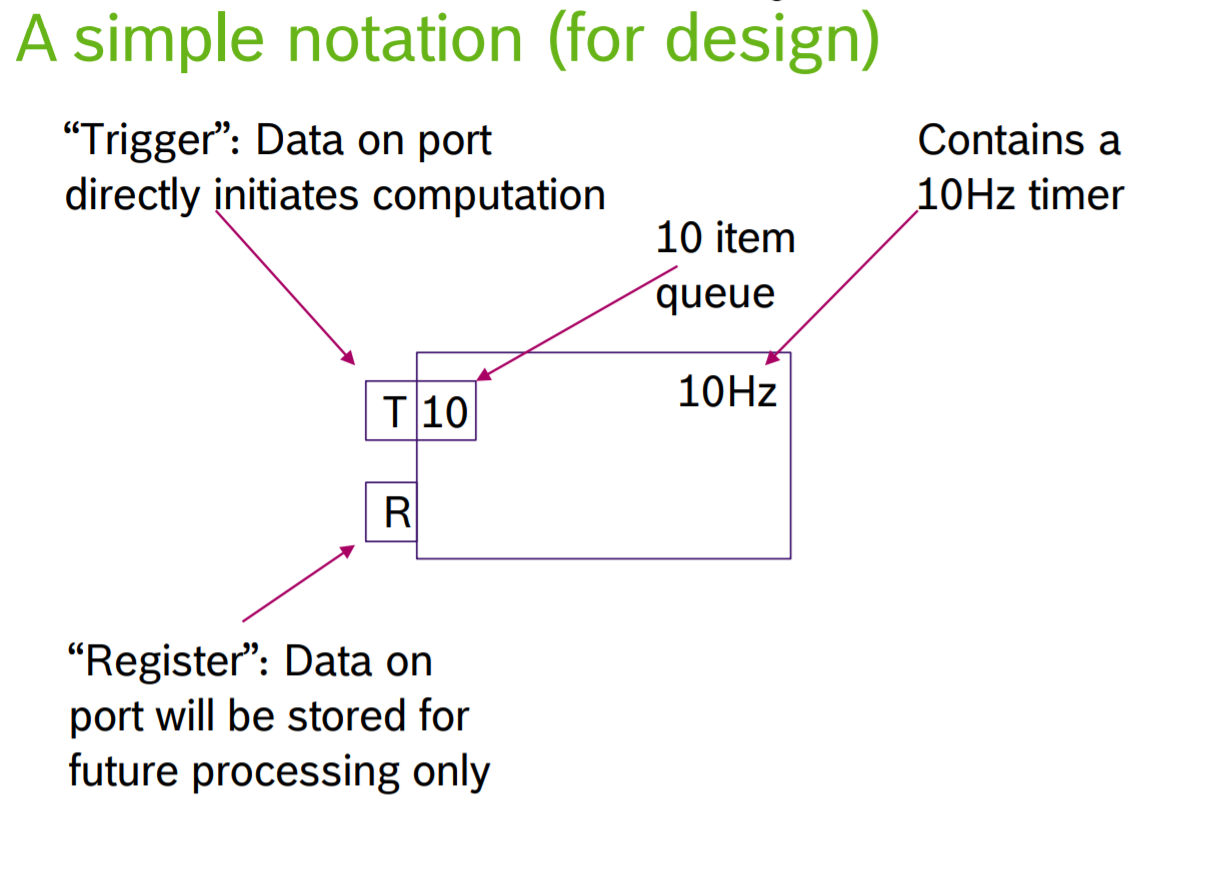 A simple notation (for design)
“Trigger”: Data on port
directly initiates computation
Contains a
10Hz timer
10 item
queue
T 10
10Hz
R
“Register”: Data on
port will be stored for
future processing only